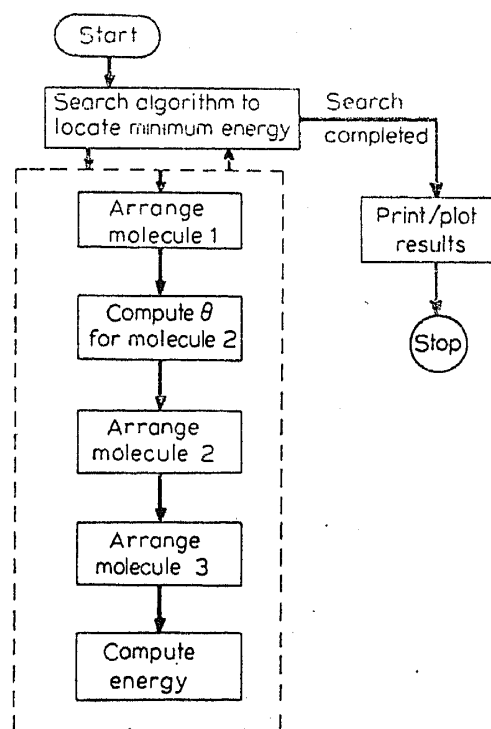 Start
Search algorithm to
locate minimum energy
Search
completed
Arrange
molecule 1
Print/plot
results
Compute θ
for molecule 2
Stop
Arrange
molecule 2
Arrange
molecule 3
Compute
energy